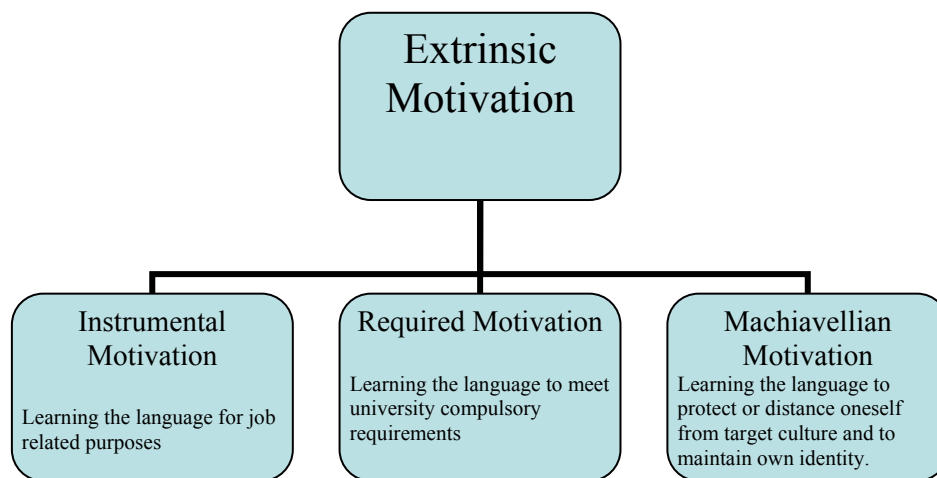 Extrinsic
Motivation
Instrumental
Motivation
Learning the language for job
related purposes
Required Motivation
Learning the language to meet
university compulsory
requirements
Machiavellian
Motivation
Learning the language to
protect or distance oneself
from target culture and to
maintain own identity.